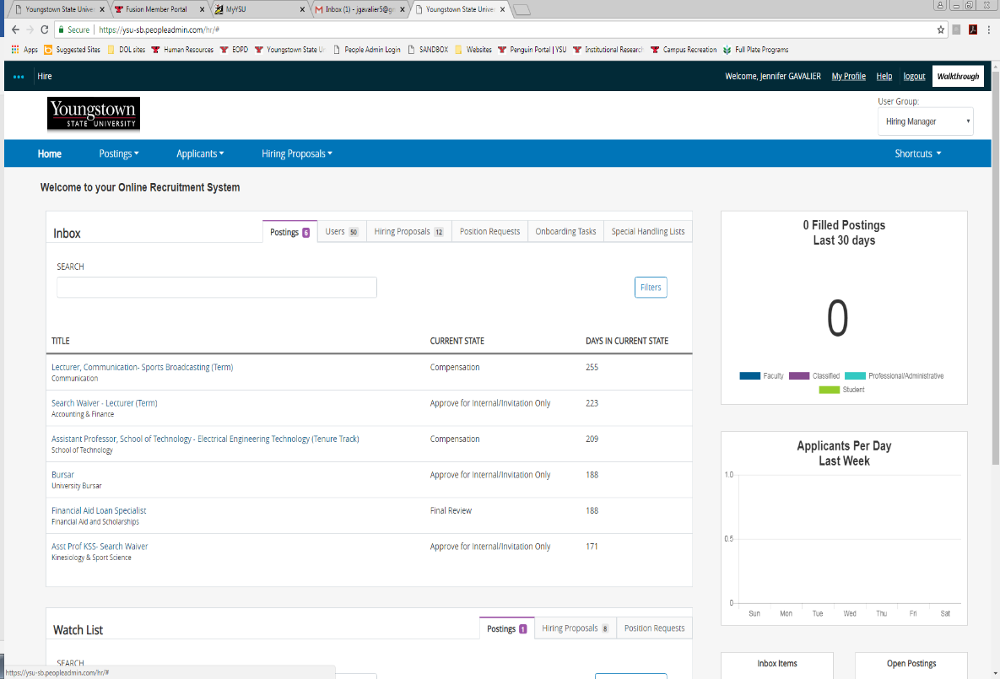 Youngstown State Univer
Fusion Member Portal
MyYSU
Inbox (1) - jgavalier5@g
Youngstown State Univer
Secure
https://ysu-sb.peopleadmin.com/hr/#
Apps
Suggested Sites
DOL sites
Human Resources
EOPD
Youngstown State U
People Admin Login
SANDBOX
Websites
Penguin Portal | YSU
Institutional Research
Campus Recreation
Full Plate Programs
Hire
Welcome, Jennifer GAVALIER
My Profile
Help
logout
Walkthrough
Youngstown
STATE UNIVERSITY
User Group:
Hiring Manager
Home
Postings
Applicants
Hiring Proposals
Shortcuts
Welcome to your Online Recruitment System
Inbox
Postings 6
Users 50
Hiring Proposals 12
Position Requests
Onboarding Tasks
Special Handling Lists
SEARCH
Filters
TITLE
CURRENT STATE
DAYS IN CURRENT STATE
Lecturer, Communication- Sports Broadcasting (Term)
Communication
Compensation
255
Search Waiver - Lecturer (Term)
Accounting & Finance
Approve for Internal/Invitation Only
223
Assistant Professor, School of Technology - Electrical Engineering Technology (Tenure Track)
School of Technology
Compensation
209
Bursar
University Bursar
Approve for Internal/Invitation Only
188
Financial Aid Loan Specialist
Financial Aid and Scholarships
Final Review
188
Asst Prof KSS- Search Waiver
Kinesiology & Sport Science
Approve for Internal/Invitation Only
171
0 Filled Postings
Last 30 days
0
Faculty
Classified
Professional/Administrative
Student
Applicants Per Day
Last Week
1.0
0.5
0
Sun
Mon
Tue
Wed
Thu
Fri
Sat
Watch List
Postings 1
Hiring Proposals 8
Position Requests
SEARCH
Inbox Items
Open Postings
https://ysu-sb.peopleadmin.com/hr/#